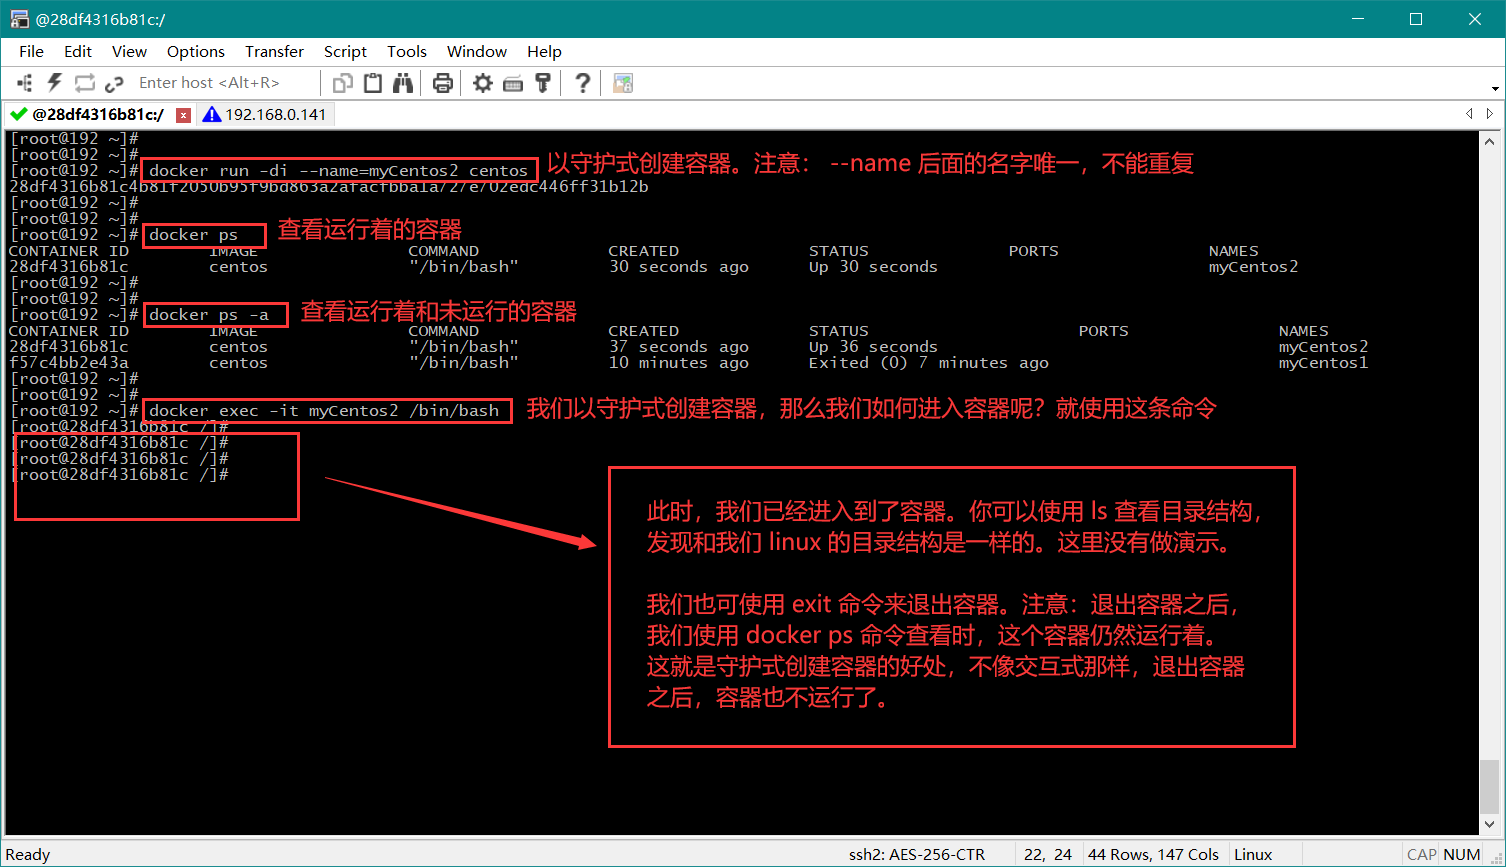 @28df4316b81c:/
File Edit View Options Transfer Script Tools Window Help
Enter host <Alt+R>
@28df4316b81c:/ 192.168.0.141
[root@192 ~]#
[root@192 ~]#
[root@192 ~]# docker run -di --name=myCentos2 centos 以守护式创建容器。注意： --name 后面的名字唯一，不能重复
[root@192 ~]#
[root@192 ~]#
[root@192 ~]# docker ps 查看运行着的容器
CONTAINER ID IMAGE COMMAND CREATED STATUS PORTS NAMES
28df4316b81c centos "/bin/bash" 30 seconds ago Up 30 seconds myCentos2
[root@192 ~]#
[root@192 ~]#
[root@192 ~]# docker ps -a 查看运行着和未运行的容器
CONTAINER ID IMAGE COMMAND CREATED STATUS PORTS NAMES
28df4316b81c centos "/bin/bash" 37 seconds ago Up 36 seconds myCentos2
f57c4bb2e43a centos "/bin/bash" 10 minutes ago Exited (0) 7 minutes ago myCentos1
[root@192 ~]#
[root@192 ~]#
[root@192 ~]# docker exec -it myCentos2 /bin/bash 我们以守护式创建容器，那么我们如何进入容器呢？就使用这条命令
[root@28df4316b81c /]#
[root@28df4316b81c /]#
[root@28df4316b81c /]#
[root@28df4316b81c /]#
此时，我们已经进入到了容器。你可以使用 ls 查看目录结构，
发现和我们 linux 的目录结构是一样的。这里没有做演示。
我们也可使用 exit 命令来退出容器。注意：退出容器之后，
我们使用 docker ps 命令查看时，这个容器仍然运行着。
这就是守护式创建容器的好处，不像交互式那样，退出容器
之后，容器也不运行了。
Ready ssh2: AES-256-CTR 22, 24 44 Rows, 147 Cols Linux CAP NUM